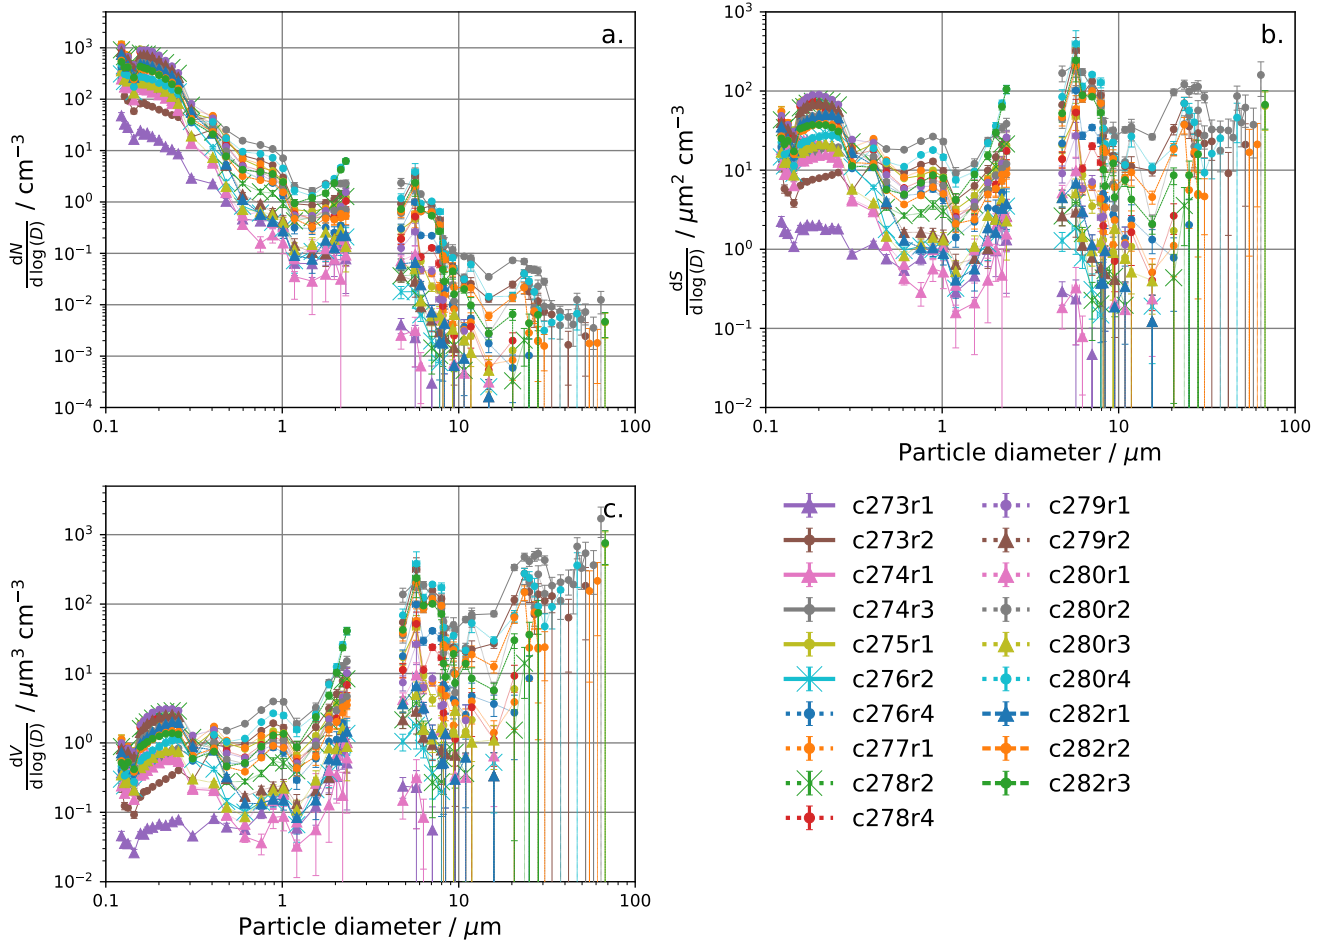 a.
10³
10²
10¹
10⁰
10⁻¹
10⁻²
10⁻³
10⁻⁴
dN / d log(D) / cm⁻³
0.1 1 10 100
b.
10³
10²
10¹
10⁰
10⁻¹
10⁻²
dS / d log(D) / μm² cm⁻³
0.1 1 10 100
Particle diameter / μm
c.
10³
10²
10¹
10⁰
10⁻¹
10⁻²
dV / d log(D) / μm³ cm⁻³
0.1 1 10 100
Particle diameter / μm
c273r1
c273r2
c274r1
c274r3
c275r1
c276r2
c276r4
c277r1
c278r2
c278r4
c279r1
c279r2
c280r1
c280r2
c280r3
c280r4
c282r1
c282r2
c282r3